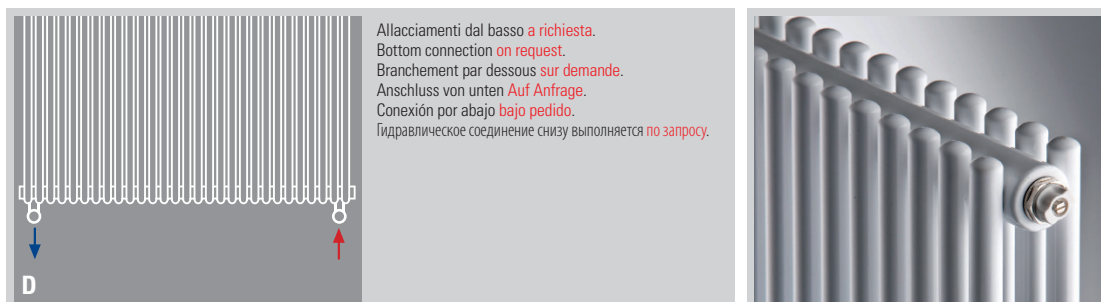 Allacciamenti dal basso a richiesta.
Bottom connection on request.
Branchement par dessous sur demande.
Anschluss von unten Auf Anfrage.
Conexión por abajo bajo pedido.
Гидравлическое соединение снизу выполняется по запросу.
D